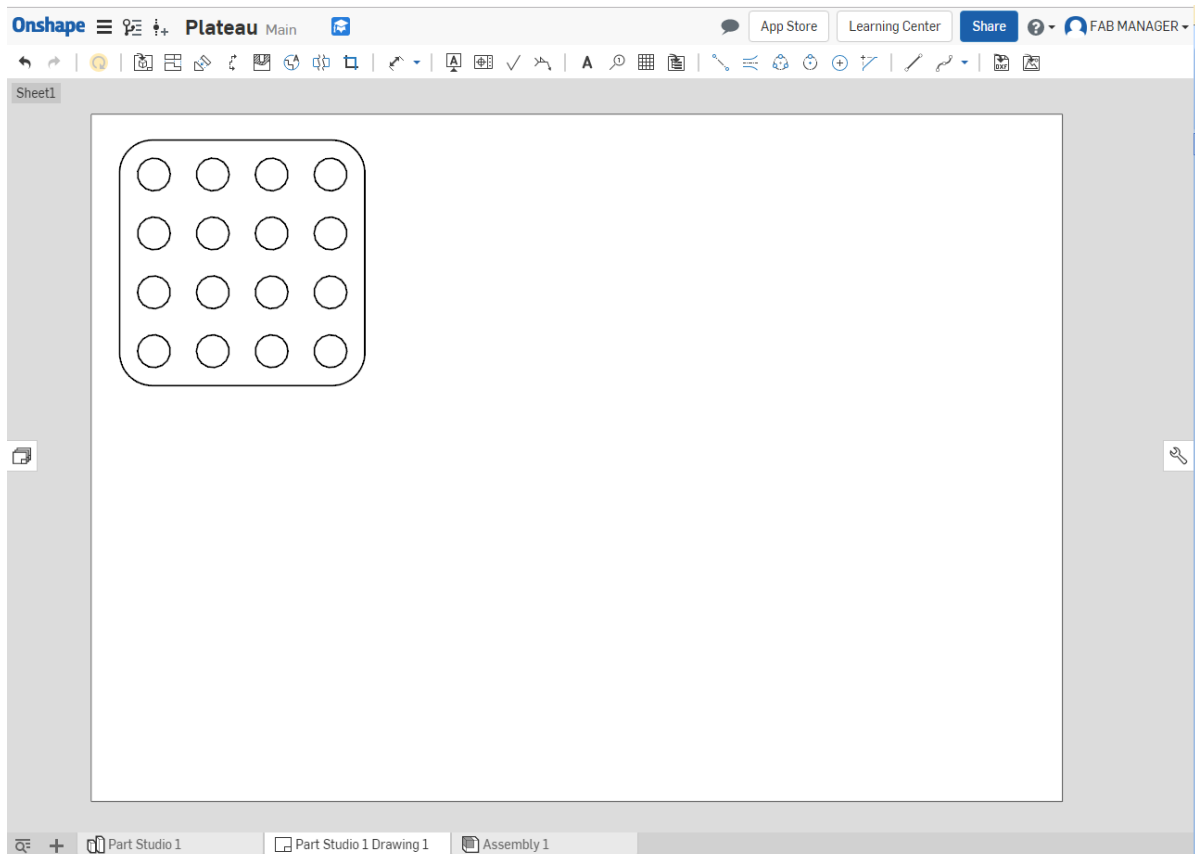 Onshape Plateau Main App Store Learning Center Share FAB MANAGER
A A DXF
Sheet1
Part Studio 1 Part Studio 1 Drawing 1 Assembly 1